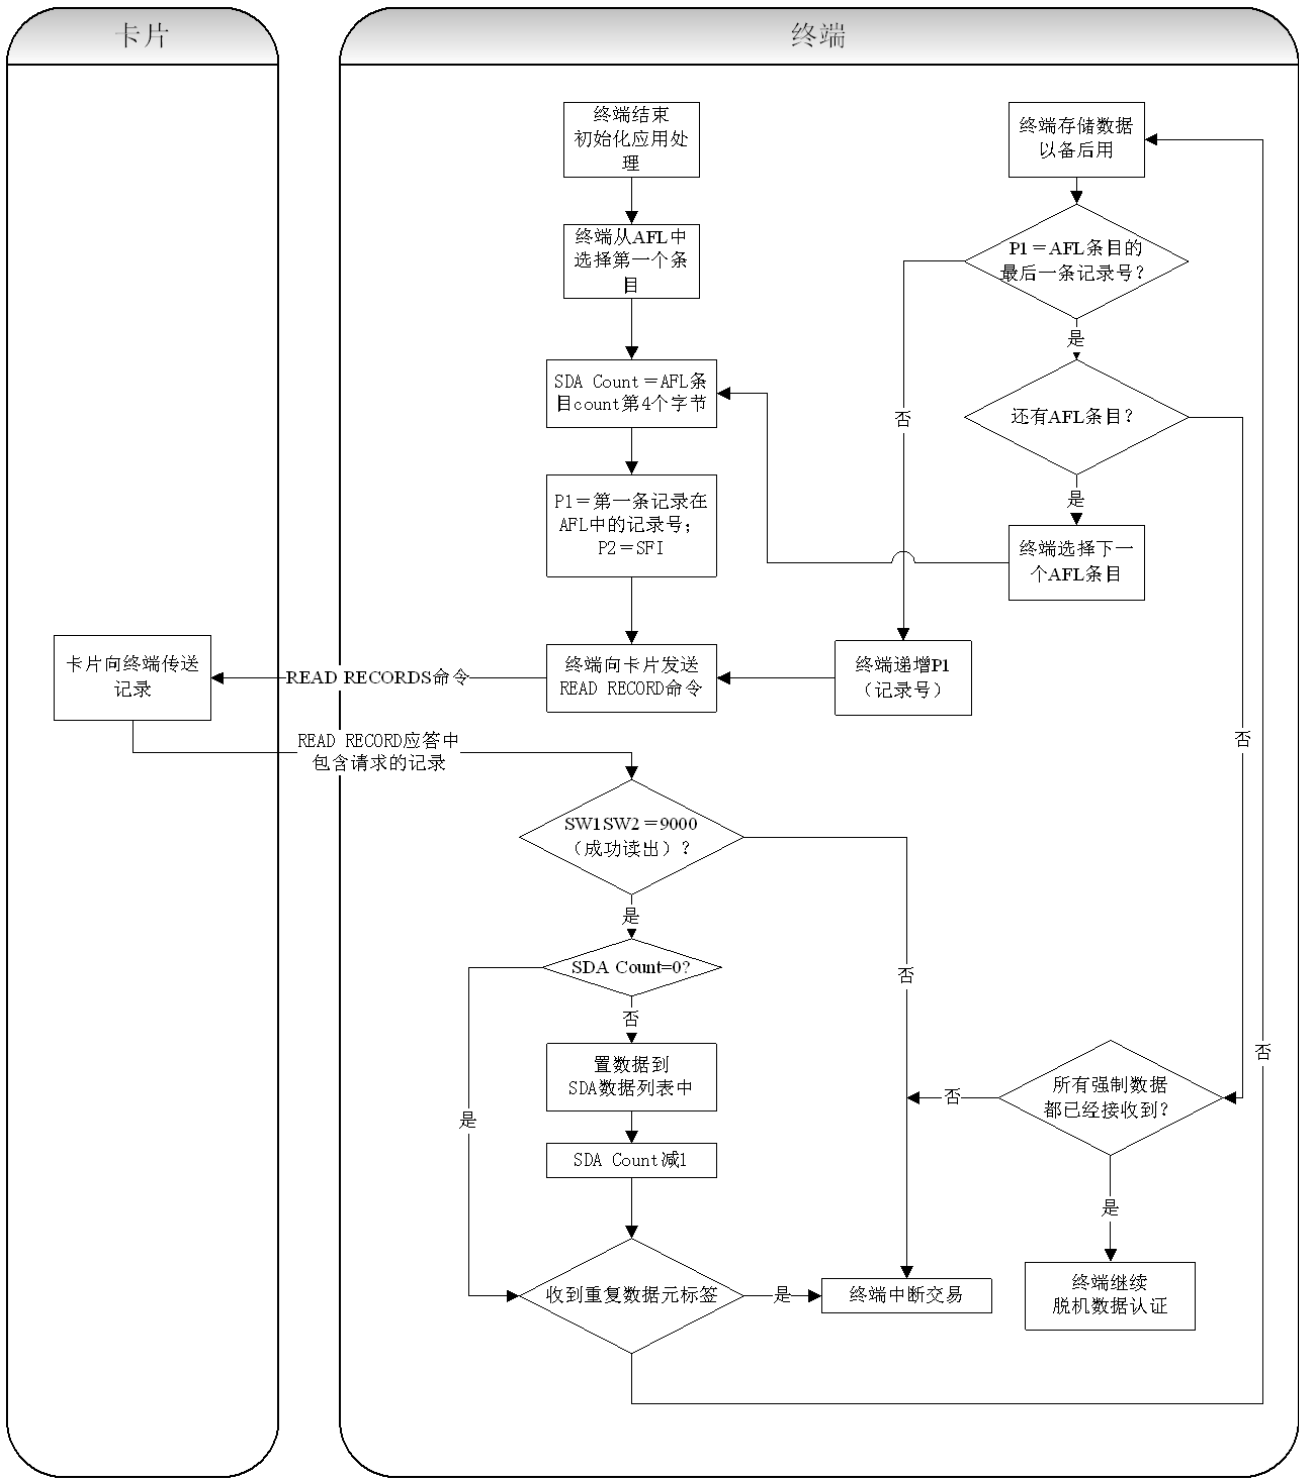 卡片
终端
终端结束
初始化应用处
理
终端从AFL中
选择第一个条
目
SDA Count＝AFL条
目count第4个字节
P1＝第一条记录在
AFL中的记录号；
P2＝SFI
终端向卡片发送
READ RECORD命令
READ RECORDS命令
卡片向终端传送
记录
READ RECORD应答中
包含请求的记录
SW1SW2＝9000
（成功读出）？
是
否
SDA Count=0?
是
否
置数据到
SDA数据列表中
SDA Count减1
收到重复数据元标签
是
终端中断交易
否
终端存储数据
以备后用
P1＝AFL条目的
最后一条记录号？
否
是
终端递增P1
（记录号）
还有AFL条目？
是
否
终端选择下一
个AFL条目
所有强制数据
都已经接收到？
否
是
终端继续
脱机数据认证